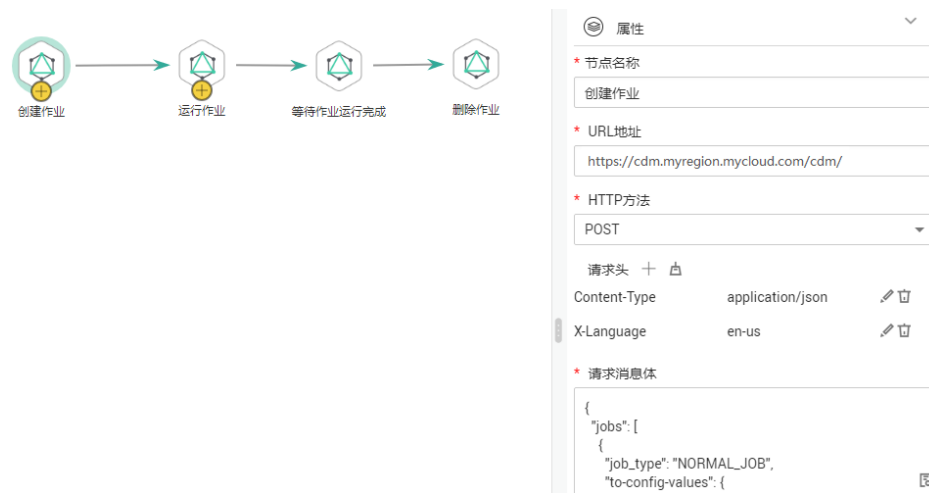 创建作业
运行作业
等待作业运行完成
删除作业
属性
* 节点名称
创建作业
* URL地址
https://cdm.myregion.mycloud.com/cdm/
* HTTP方法
POST
请求头
Content-Type application/json
X-Language en-us
* 请求消息体
{
"jobs": [
{
"job_type": "NORMAL_JOB",
"to-config-values": {